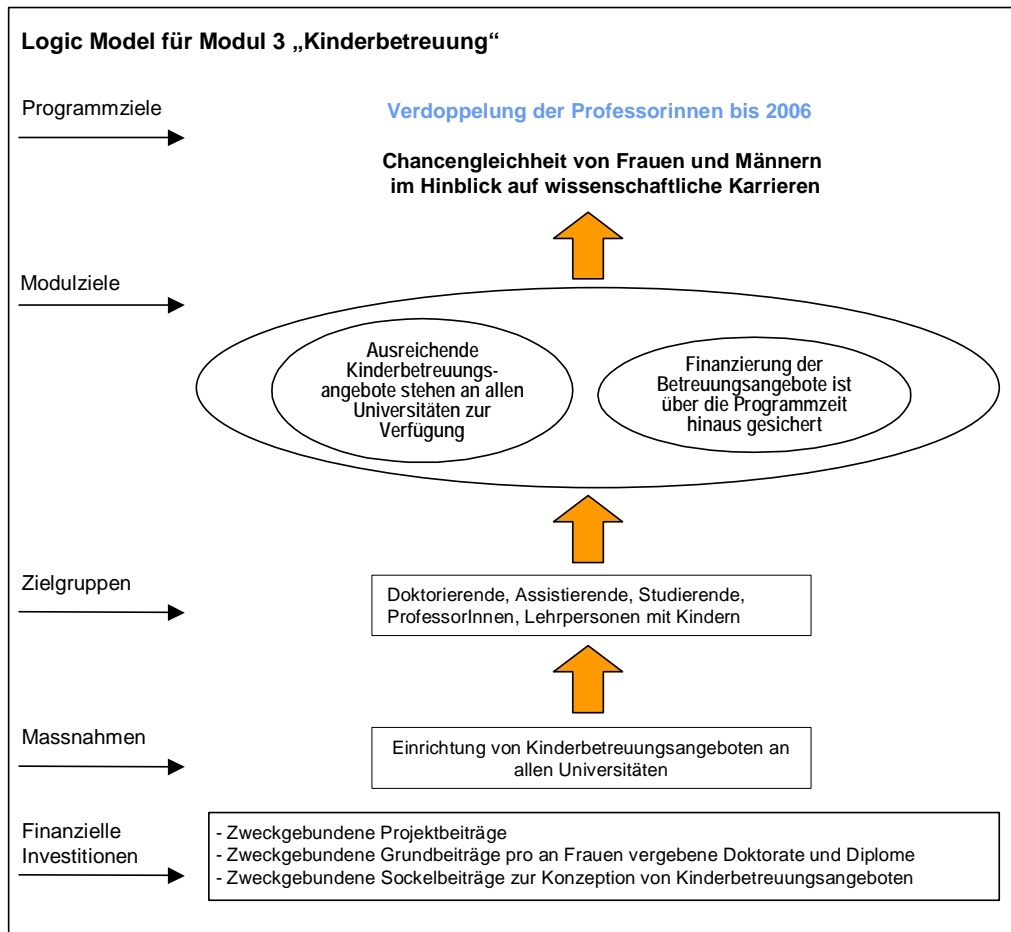 Logic Model für Modul 3 „Kinderbetreuung“
Programmziele
Verdoppelung der Professorinnen bis 2006
Chancengleichheit von Frauen und Männern
im Hinblick auf wissenschaftliche Karrieren
Modulziele
Ausreichende
Kinderbetreuungs-
angebote stehen an allen
Universitäten zur
Verfügung
Finanzierung der
Betreuungsangebote ist
über die Programmzeit
hinaus gesichert
Zielgruppen
Doktorierende, Assistierende, Studierende,
ProfessorInnen, Lehrpersonen mit Kindern
Massnahmen
Einrichtung von Kinderbetreuungsangeboten an
allen Universitäten
Finanzielle
Investitionen
- Zweckgebundene Projektbeiträge
- Zweckgebundene Grundbeiträge pro an Frauen vergebene Doktorate und Diplome
- Zweckgebundene Sockelbeiträge zur Konzeption von Kinderbetreuungsangeboten